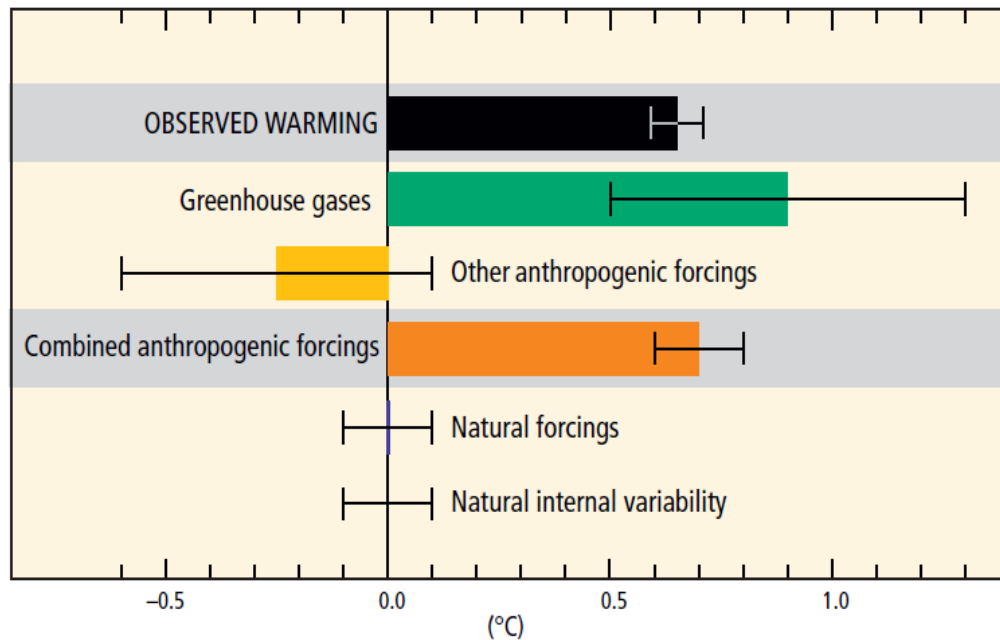 OBSERVED WARMING
Greenhouse gases
Other anthropogenic forcings
Combined anthropogenic forcings
Natural forcings
Natural internal variability
–0.5 0.0 0.5 1.0
(°C)